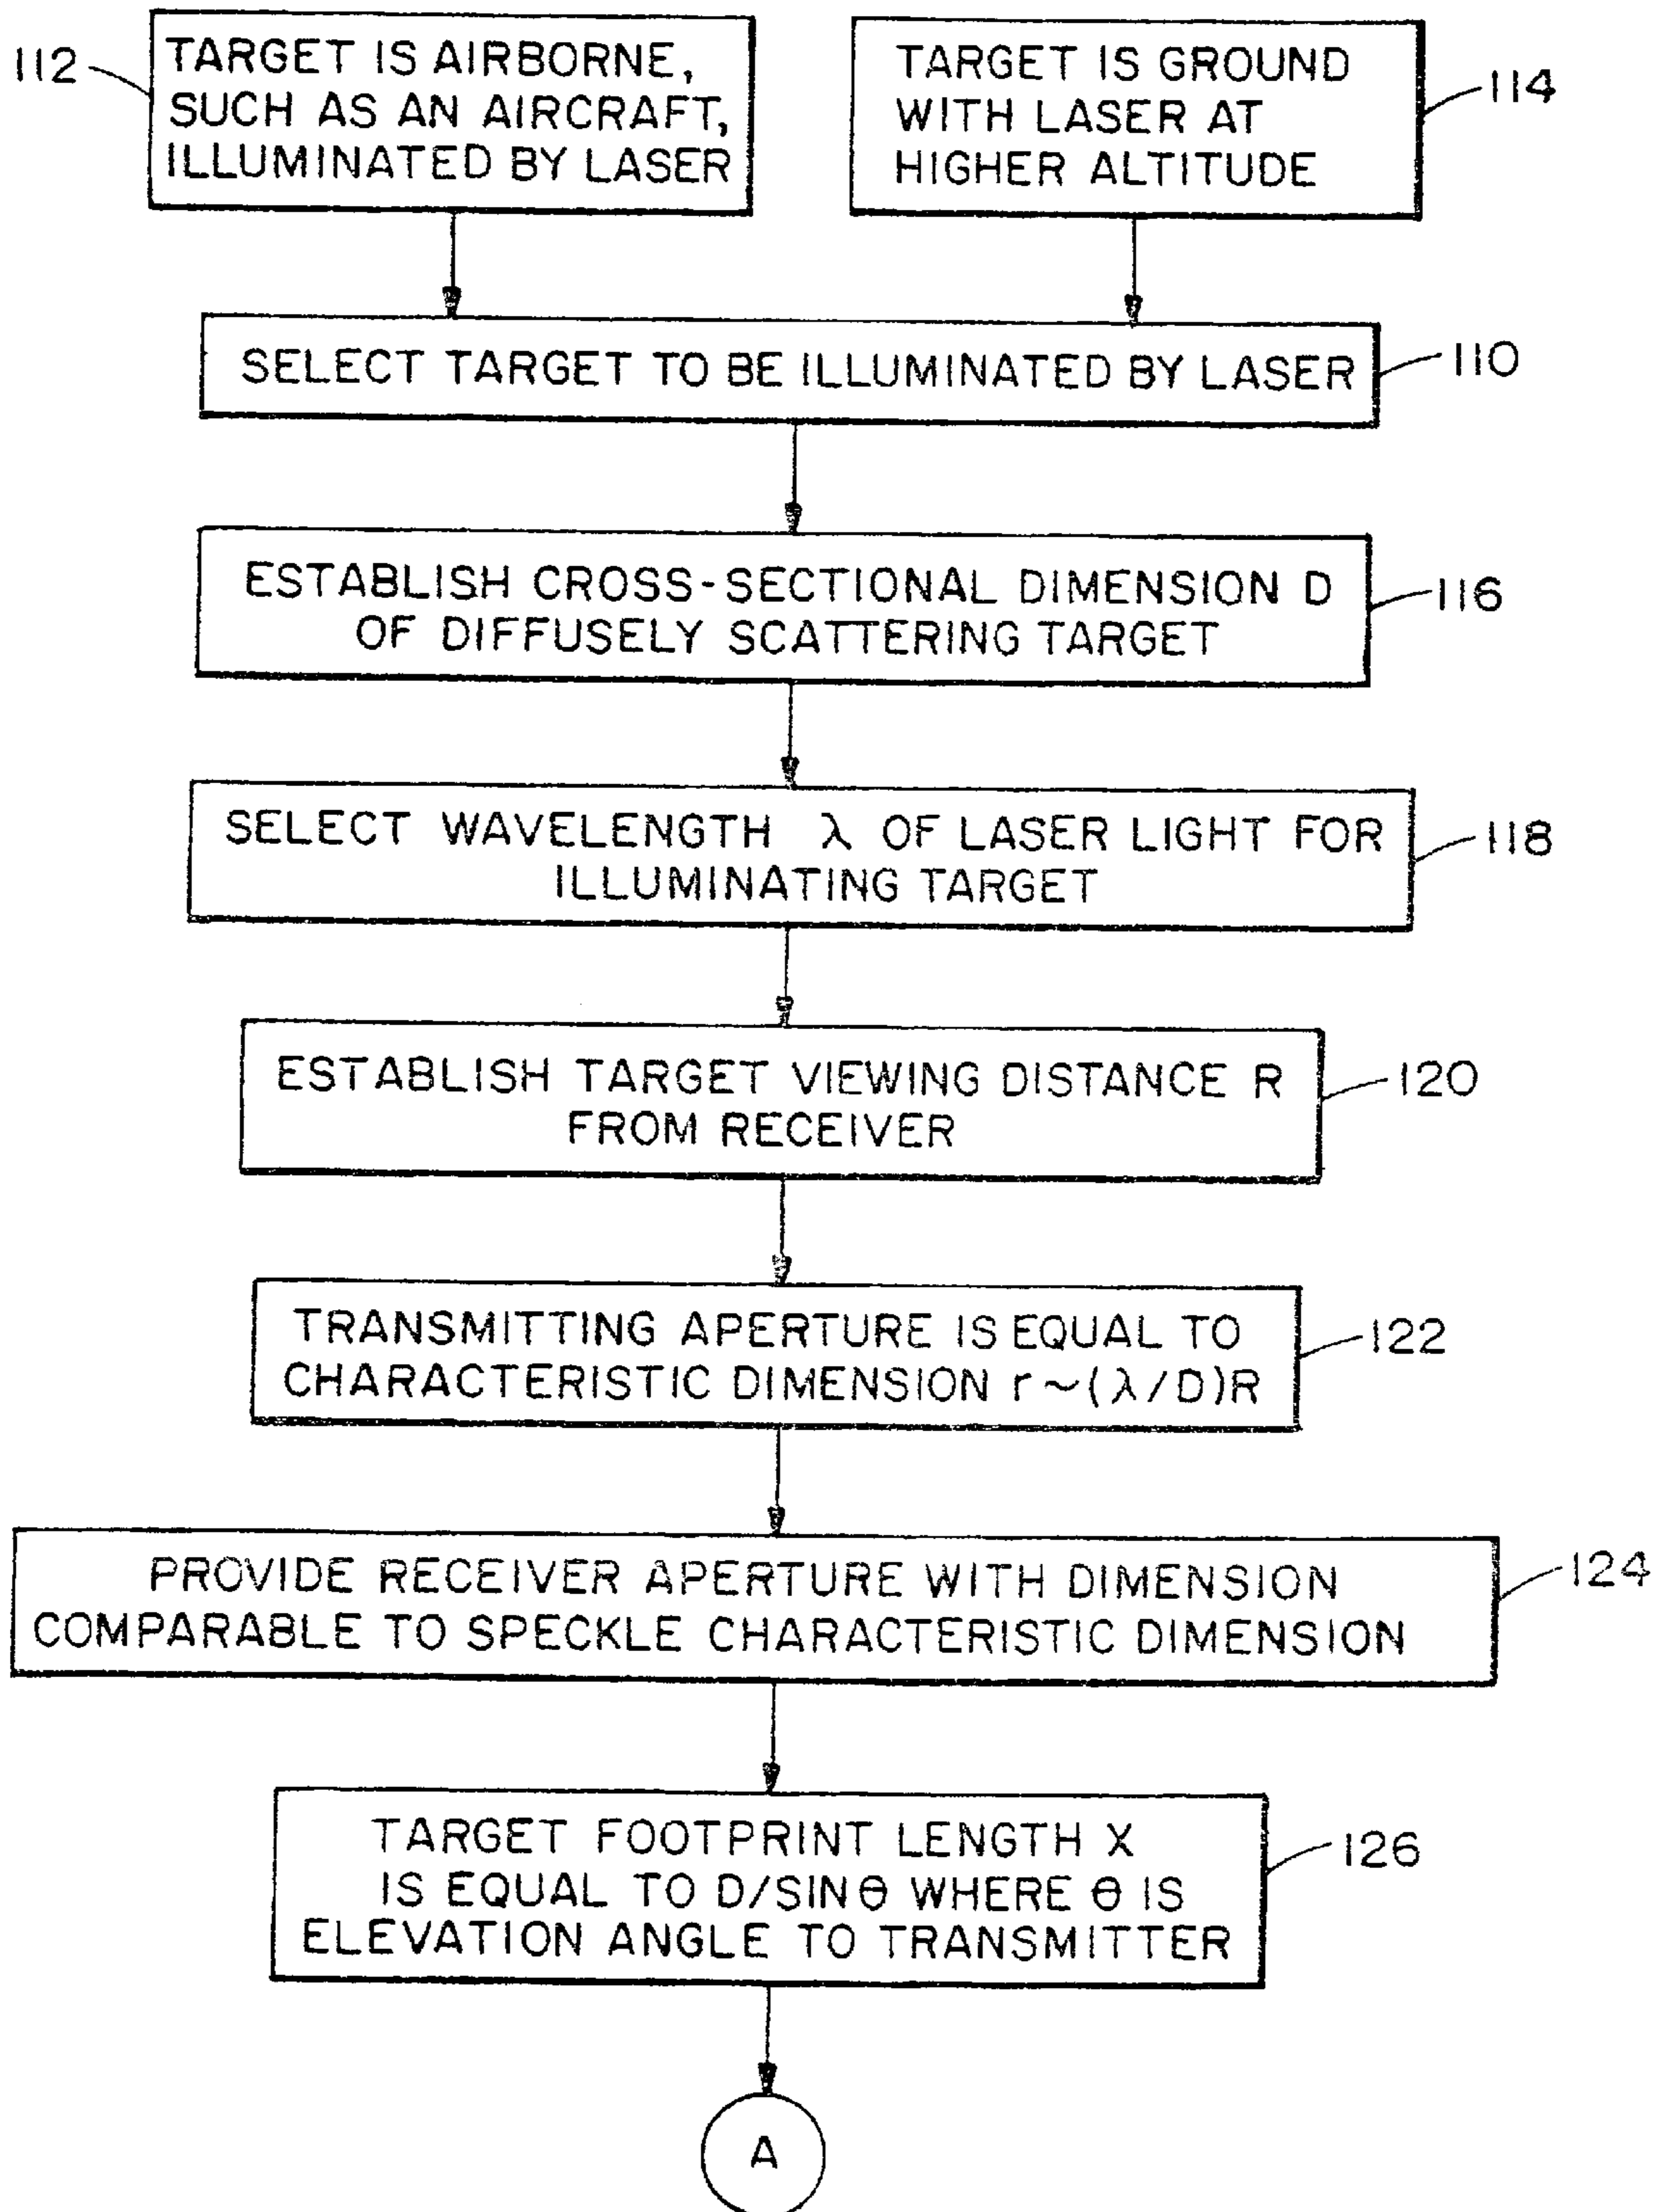 112
TARGET IS AIRBORNE,
SUCH AS AN AIRCRAFT,
ILLUMINATED BY LASER
TARGET IS GROUND
WITH LASER AT
HIGHER ALTITUDE
114
SELECT TARGET TO BE ILLUMINATED BY LASER
110
ESTABLISH CROSS-SECTIONAL DIMENSION D
OF DIFFUSELY SCATTERING TARGET
116
SELECT WAVELENGTH λ OF LASER LIGHT FOR
ILLUMINATING TARGET
118
ESTABLISH TARGET VIEWING DISTANCE R
FROM RECEIVER
120
TRANSMITTING APERTURE IS EQUAL TO
CHARACTERISTIC DIMENSION r~(λ/D)R
122
PROVIDE RECEIVER APERTURE WITH DIMENSION
COMPARABLE TO SPECKLE CHARACTERISTIC DIMENSION
124
TARGET FOOTPRINT LENGTH X
IS EQUAL TO D/SIN θ WHERE θ IS
ELEVATION ANGLE TO TRANSMITTER
126
A